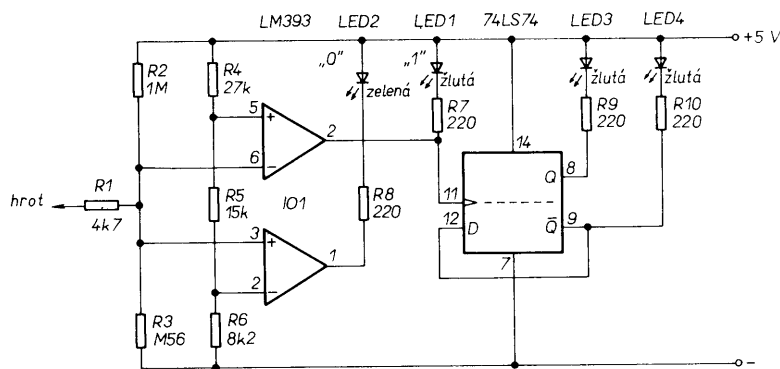 LM393
LED2
LED1
74LS74
LED3
LED4
+5 V
R2
1M
R4
27k
„0"
zelená
„1"
žlutá
žlutá
žlutá
R7
220
R9
220
R10
220
5
+
6
−
2
14
Q
8
11
12
D
Q̅
9
7
hrot
R1
4k7
R5
15k
IO1
R8
220
3
+
2
−
1
R3
M56
R6
8k2
−